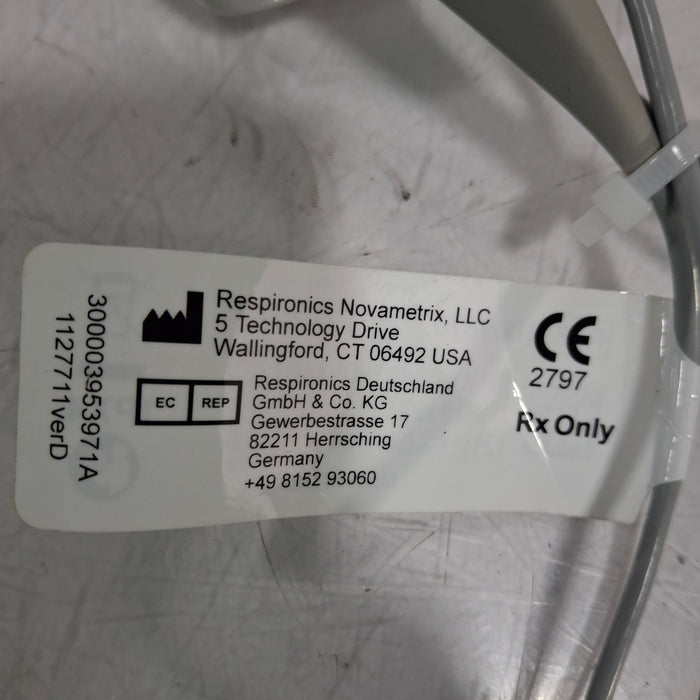 Respironics Novametrix, LLC
5 Technology Drive
Wallingford, CT 06492 USA
EC REP
Respironics Deutschland
GmbH & Co. KG
Gewerbestrasse 17
82211 Herrsching
Germany
+49 8152 93060
CE
2797
Rx Only
300003953971A
1127711verD